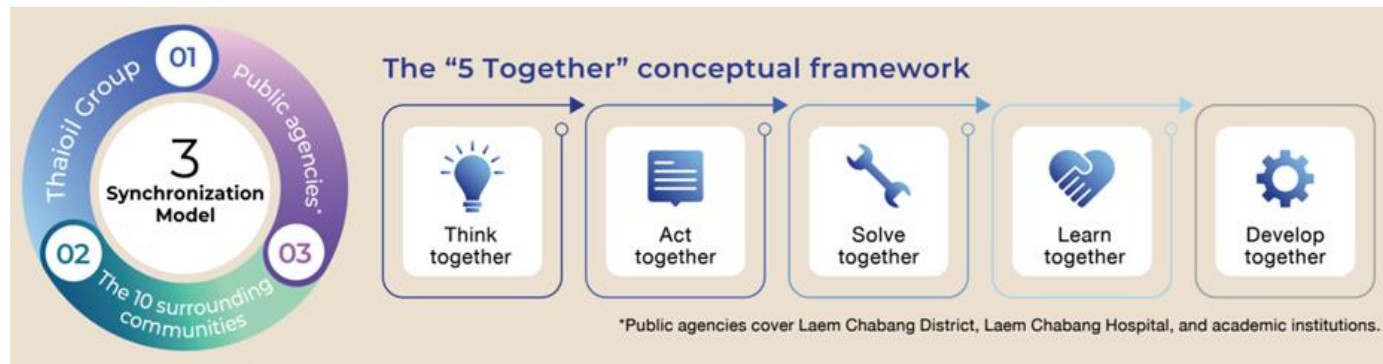 01
Thaioil Group
Public agencies*
3
Synchronization
Model
02
03
The 10 surrounding
communities
The “5 Together” conceptual framework
Think
together
Act
together
Solve
together
Learn
together
Develop
together
*Public agencies cover Laem Chabang District, Laem Chabang Hospital, and academic institutions.